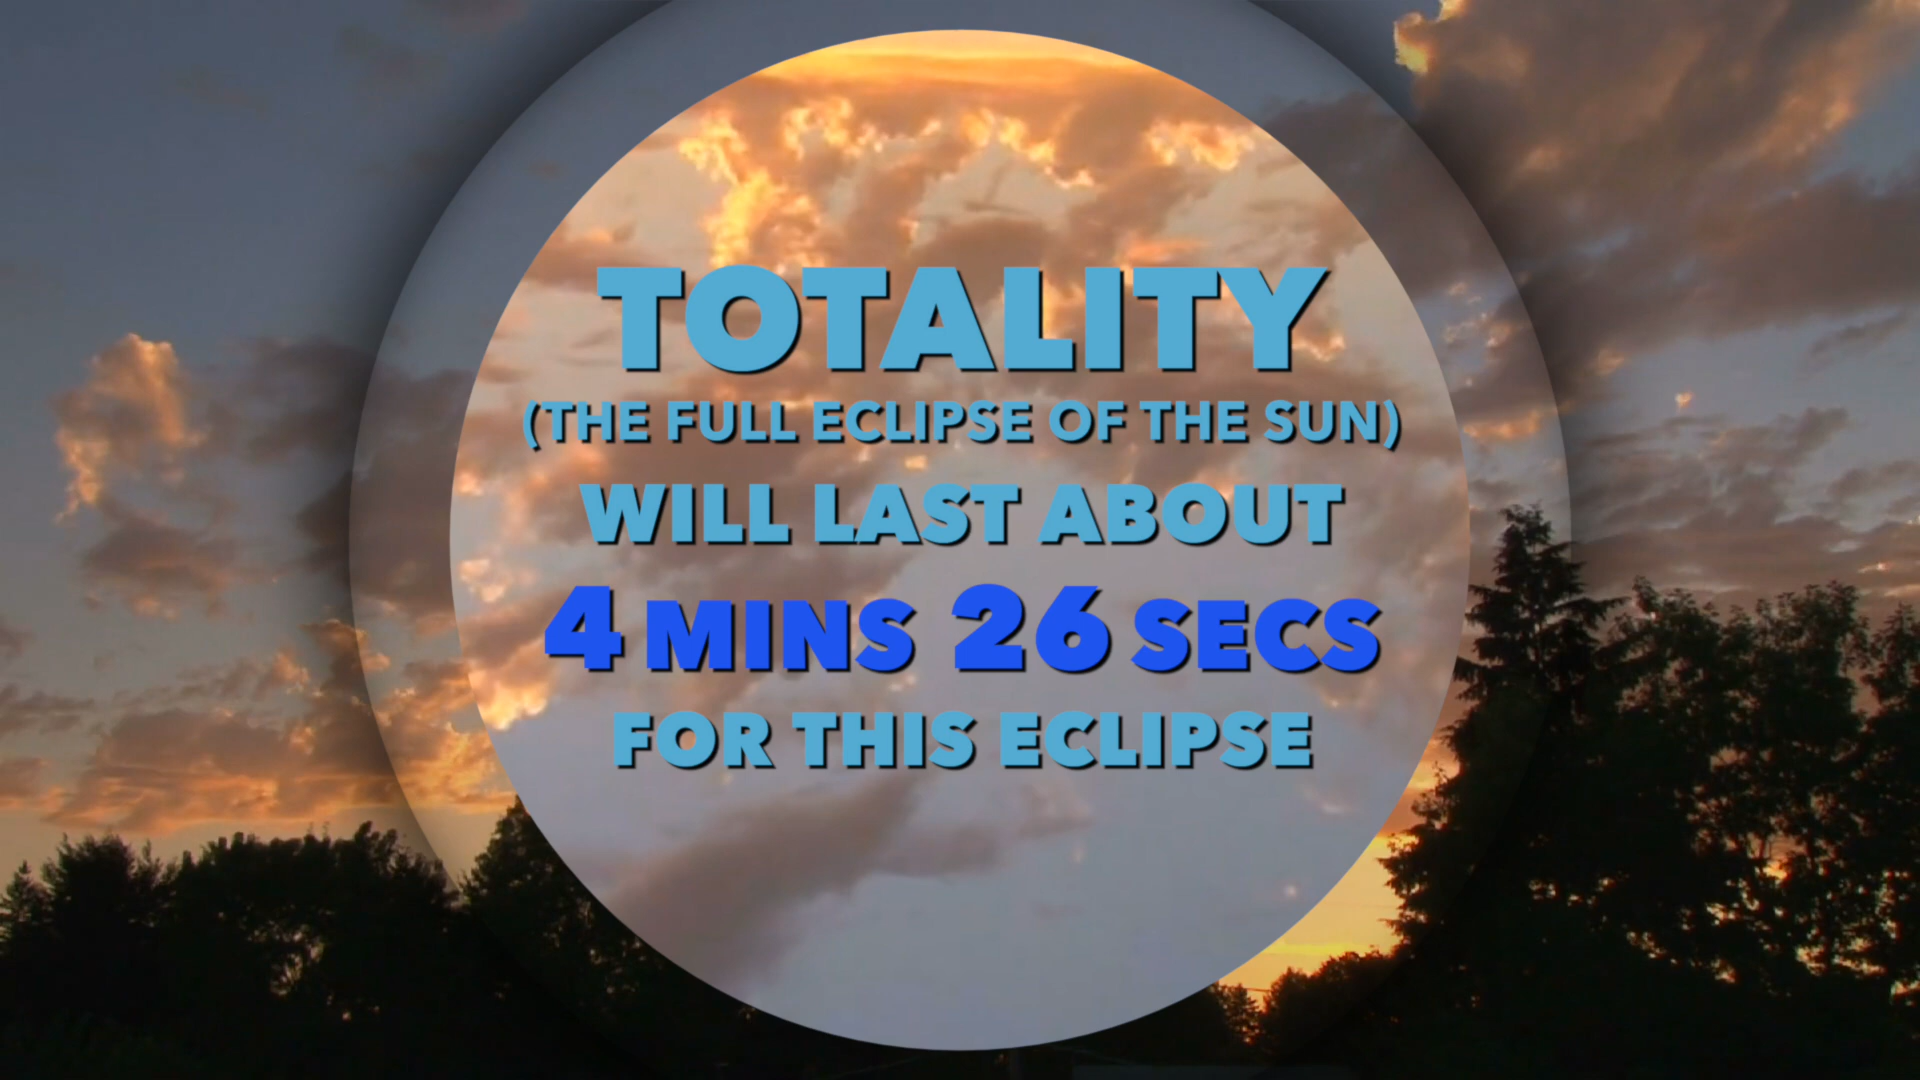 TOTALITY
(THE FULL ECLIPSE OF THE SUN)
WILL LAST ABOUT
4 MINS 26 SECS
FOR THIS ECLIPSE